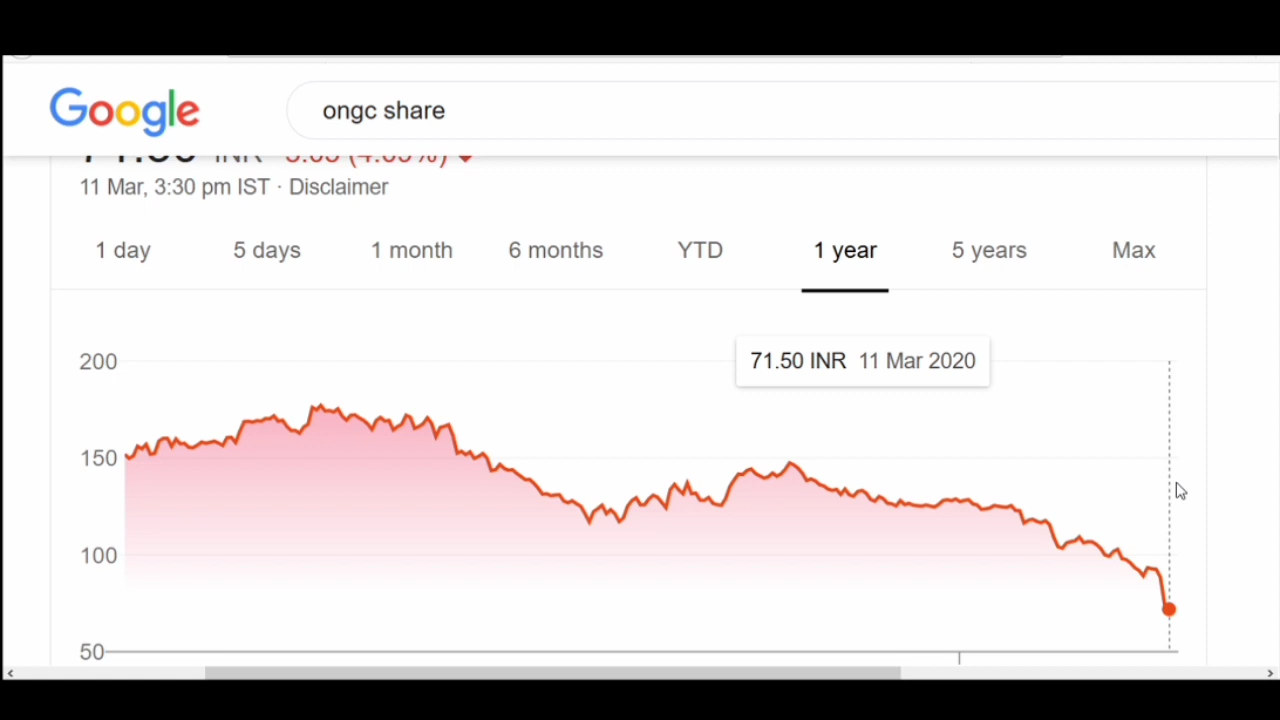 Google
ongc share
11 Mar, 3:30 pm IST · Disclaimer
1 day 5 days 1 month 6 months YTD 1 year 5 years Max
71.50 INR 11 Mar 2020
200
150
100
50